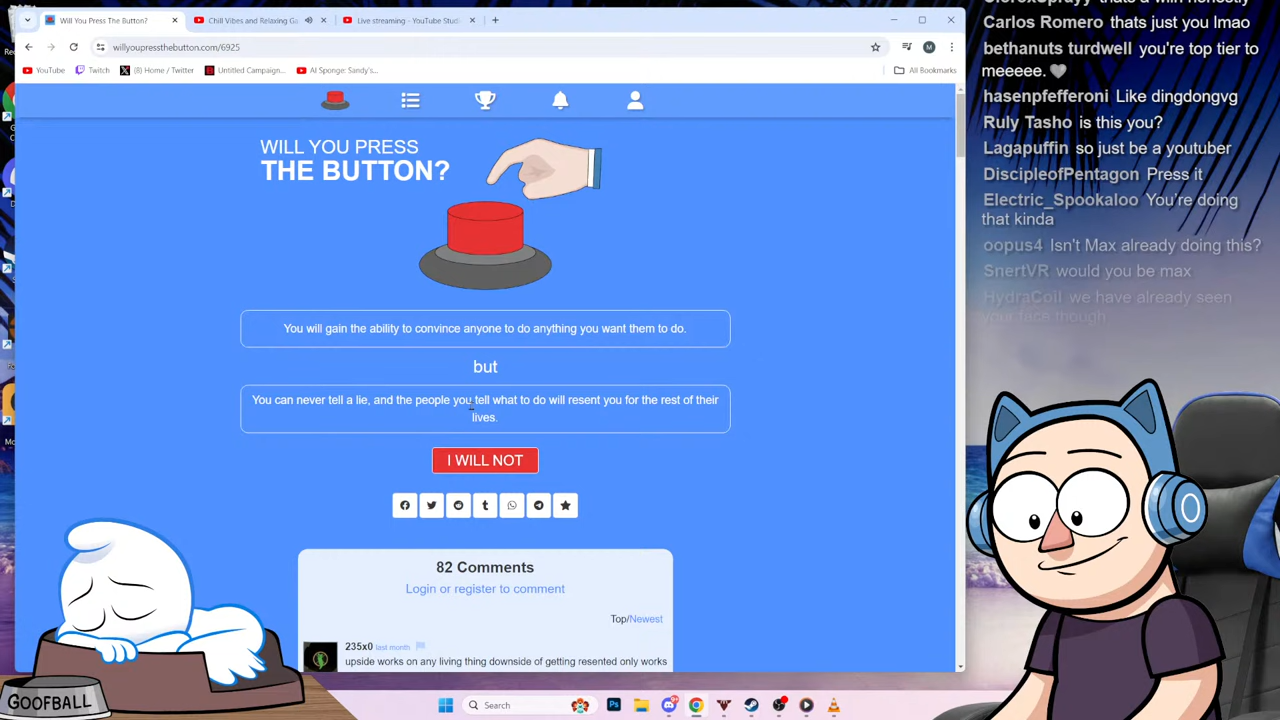 Will You Press The Button?
Chill Vibes and Relaxing Ga
Live streaming - YouTube Stud
willyoupressthebutton.com/6925
M
YouTube
Twitch
(8) Home / Twitter
Untitled Campaign...
AI Sponge: Sandy's...
All Bookmarks
WILL YOU PRESS
THE BUTTON?
You will gain the ability to convince anyone to do anything you want them to do.
but
You can never tell a lie, and the people you tell what to do will resent you for the rest of their
lives.
I WILL NOT
82 Comments
Login or register to comment
Top/Newest
235x0 last month
upside works on any living thing downside of getting resented only works
Carlos Romero thats just you lmao
bethanuts turdwell you're top tier to
meeeee.🤍
hasenpfefferoni Like dingdongvg
Ruly Tasho is this you?
Lagapuffin so just be a youtuber
DiscipleofPentagon Press it
Electric_Spookaloo You're doing
that kinda
oopus4 Isn't Max already doing this?
SnertVR would you be max
HydraColl we have already seen
your face though
GOOFBALL
Search